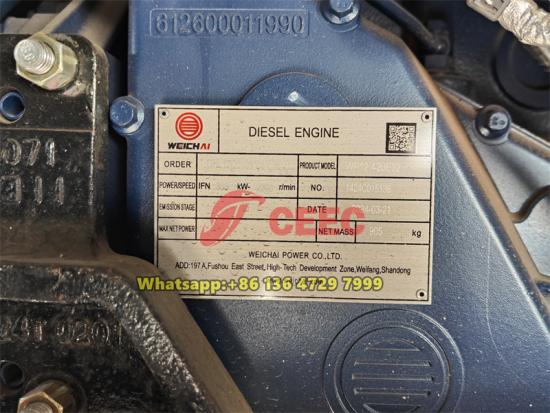 612600011990
WEICHAI
DIESEL ENGINE
ORDER
PRODUCT MODEL
POWER/SPEED IFN kW- r/min
NO.
EMISSION STAGE
DATE
MAX NET POWER
NET MASS 905 kg
CEEC
WEICHAI POWER CO.,LTD.
ADD:197 A,Fushou East Street,High-Tech Development Zone,Weifang,Shandong
Whatsapp:+86 136 4729 7999
071